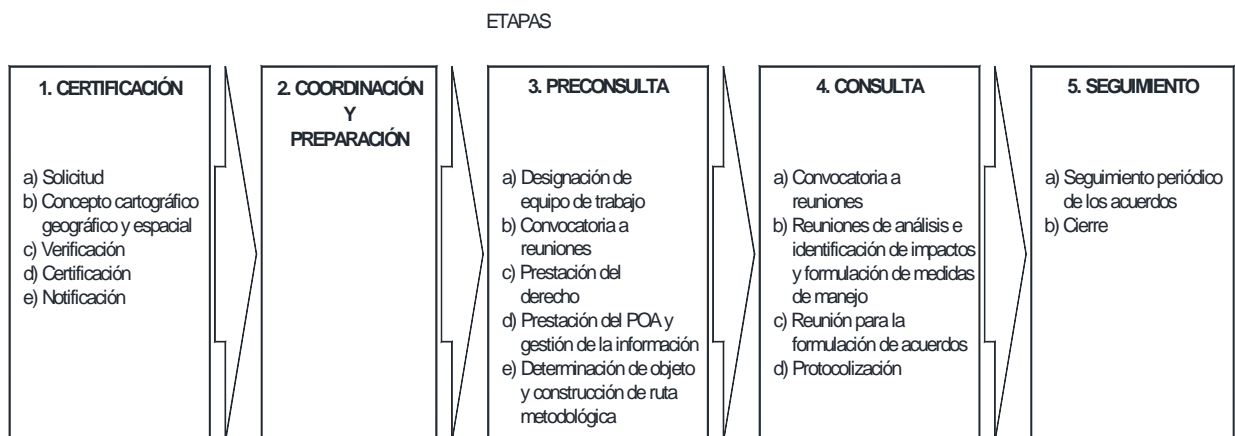 ETAPAS
1. CERTIFICACIÓN
a) Solicitud
b) Concepto cartográfico
geográfico y espacial
c) Verificación
d) Certificación
e) Notificación
2. COORDINACIÓN
Y
PREPARACIÓN
3. PRECONSULTA
a) Designación de
equipo de trabajo
b) Convocatoria a
reuniones
c) Prestación del
derecho
d) Prestación del POA y
gestión de la información
e) Determinación de objeto
y construcción de ruta
metodológica
4. CONSULTA
a) Convocatoria a
reuniones
b) Reuniones de análisis e
identificación de impactos
y formulación de medidas
de manejo
c) Reunión para la
formulación de acuerdos
d) Protocolización
5. SEGUIMIENTO
a) Seguimiento periódico
de los acuerdos
b) Cierre